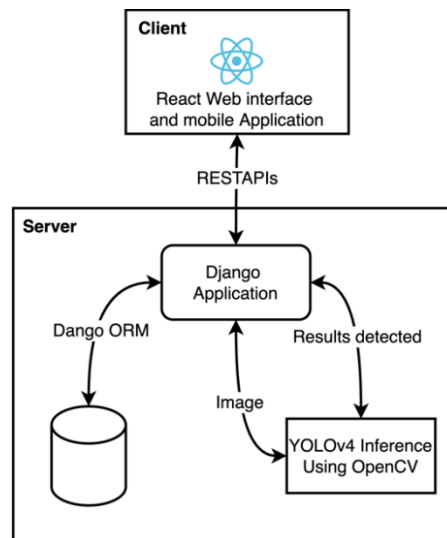 Client
React Web interface
and mobile Application
RESTAPIs
Server
Django
Application
Dango ORM
Results detected
Image
YOLOv4 Inference
Using OpenCV